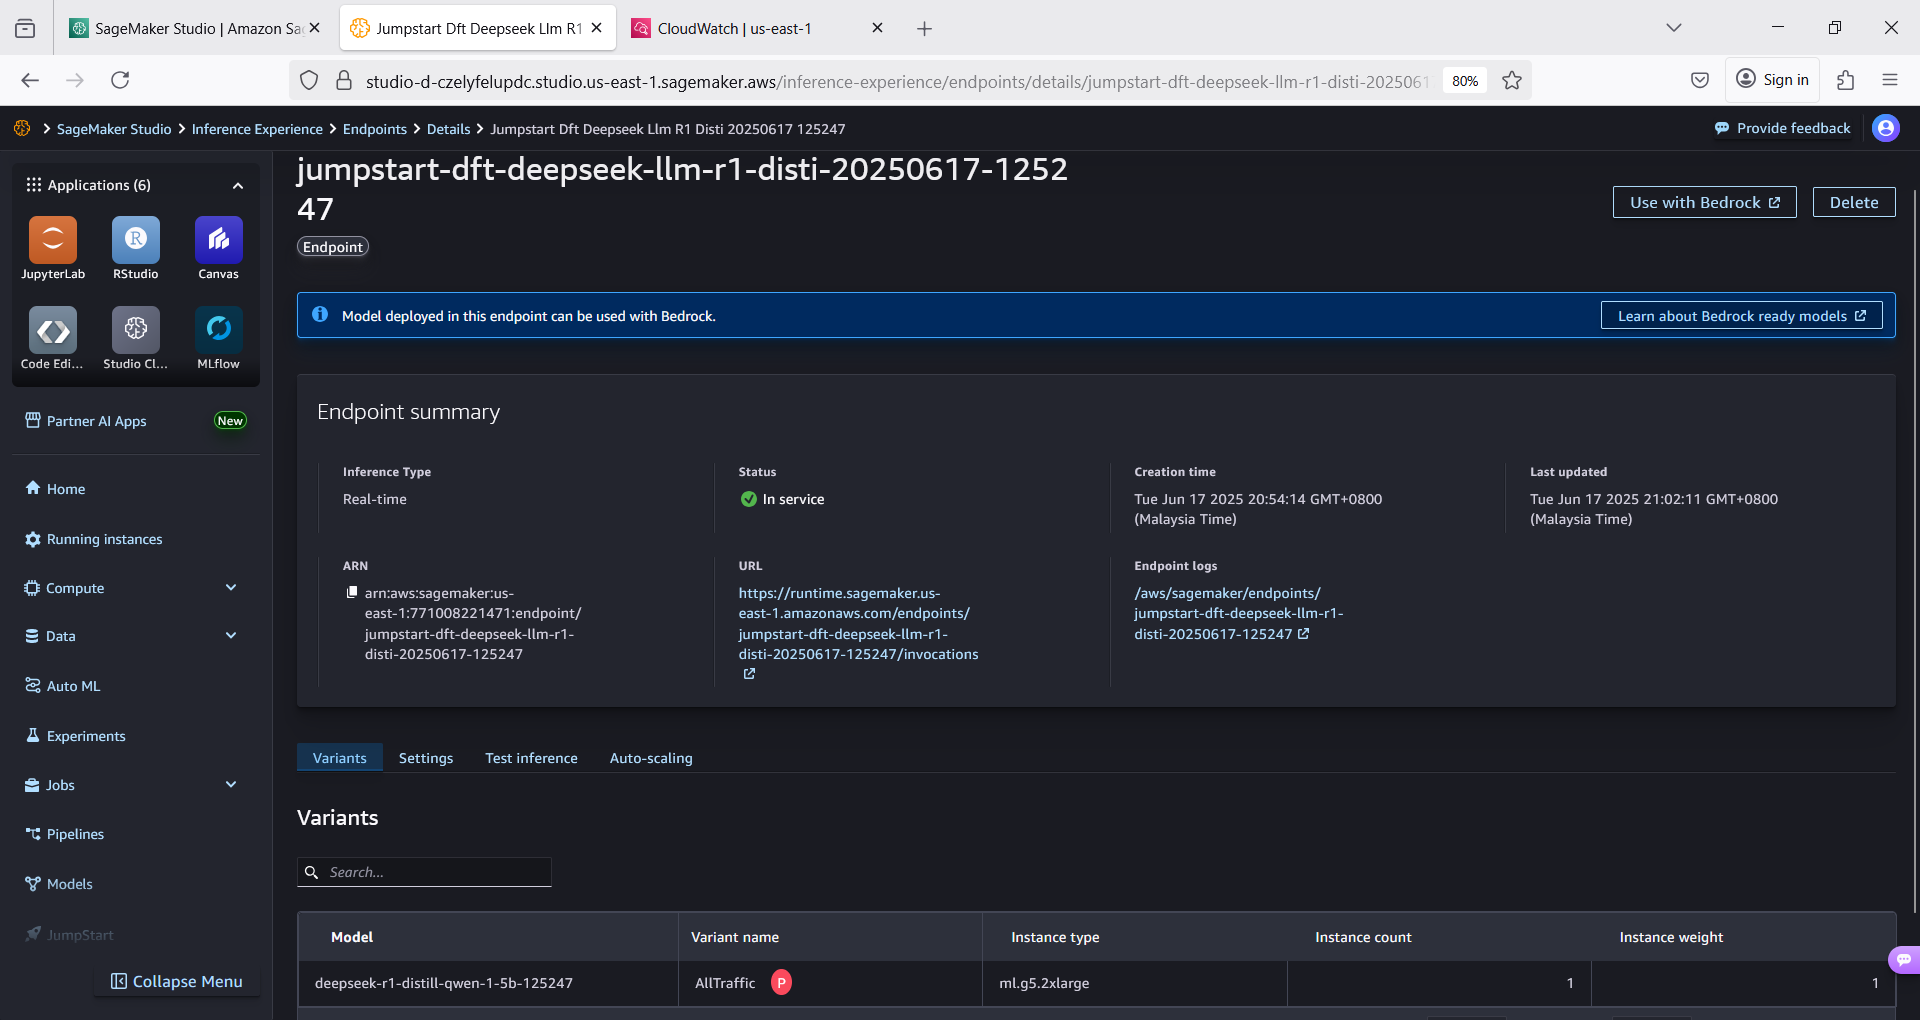 SageMaker Studio | Amazon Sa
Jumpstart Dft Deepseek Llm R1
CloudWatch | us-east-1
studio-d-czelyfelupdc.studio.us-east-1.sagemaker.aws/inference-experience/endpoints/details/jumpstart-dft-deepseek-llm-r1-disti-2025061
80%
Sign in
SageMaker Studio
Inference Experience
Endpoints
Details
Jumpstart Dft Deepseek Llm R1 Disti 20250617 125247
Provide feedback
Applications (6)
JupyterLab
RStudio
Canvas
Code Edi...
Studio Cl...
MLflow
Partner AI Apps
New
Home
Running instances
Compute
Data
Auto ML
Experiments
Jobs
Pipelines
Models
JumpStart
Collapse Menu
jumpstart-dft-deepseek-llm-r1-disti-20250617-1252
47
Use with Bedrock
Delete
Endpoint
Model deployed in this endpoint can be used with Bedrock.
Learn about Bedrock ready models
Endpoint summary
Inference Type
Real-time
Status
In service
Creation time
Tue Jun 17 2025 20:54:14 GMT+0800
(Malaysia Time)
Last updated
Tue Jun 17 2025 21:02:11 GMT+0800
(Malaysia Time)
ARN
arn:aws:sagemaker:us-
east-1:771008221471:endpoint/
jumpstart-dft-deepseek-llm-r1-
disti-20250617-125247
URL
https://runtime.sagemaker.us-
east-1.amazonaws.com/endpoints/
jumpstart-dft-deepseek-llm-r1-
disti-20250617-125247/invocations
Endpoint logs
/aws/sagemaker/endpoints/
jumpstart-dft-deepseek-llm-r1-
disti-20250617-125247
Variants
Settings
Test inference
Auto-scaling
Variants
Search...
Model
Variant name
Instance type
Instance count
Instance weight
deepseek-r1-distill-qwen-1-5b-125247
AllTraffic
P
ml.g5.2xlarge
1
1